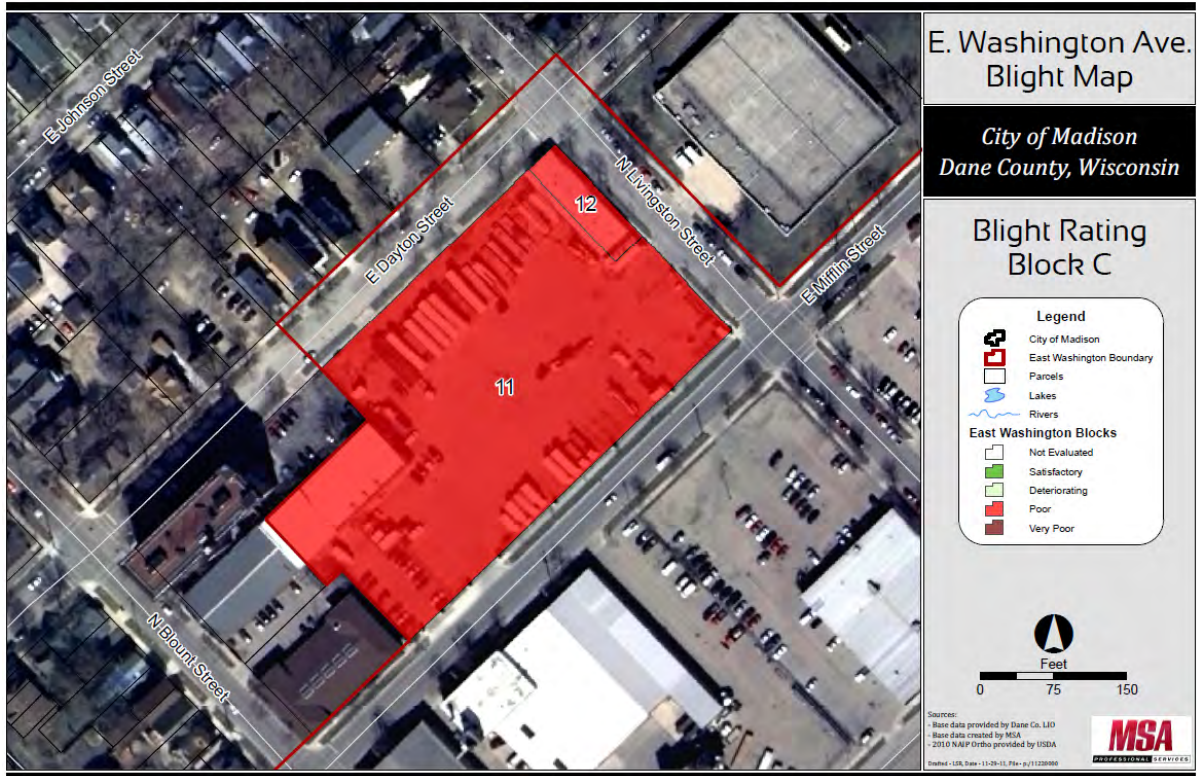 E. Washington Ave.
Blight Map
City of Madison
Dane County, Wisconsin
Blight Rating
Block C
Legend
City of Madison
East Washington Boundary
Parcels
Lakes
Rivers
East Washington Blocks
Not Evaluated
Satisfactory
Deteriorating
Poor
Very Poor
Feet
0 75 150
Sources:
- Base data provided by Dane Co. LIO
- Base data created by MSA
- 2010 NAIP Ortho provided by USDA
MSA
PROFESSIONAL SERVICES
E Johnson Street
E Dayton Street
N Livingston Street
E Mifflin Street
N Blount Street
12
11